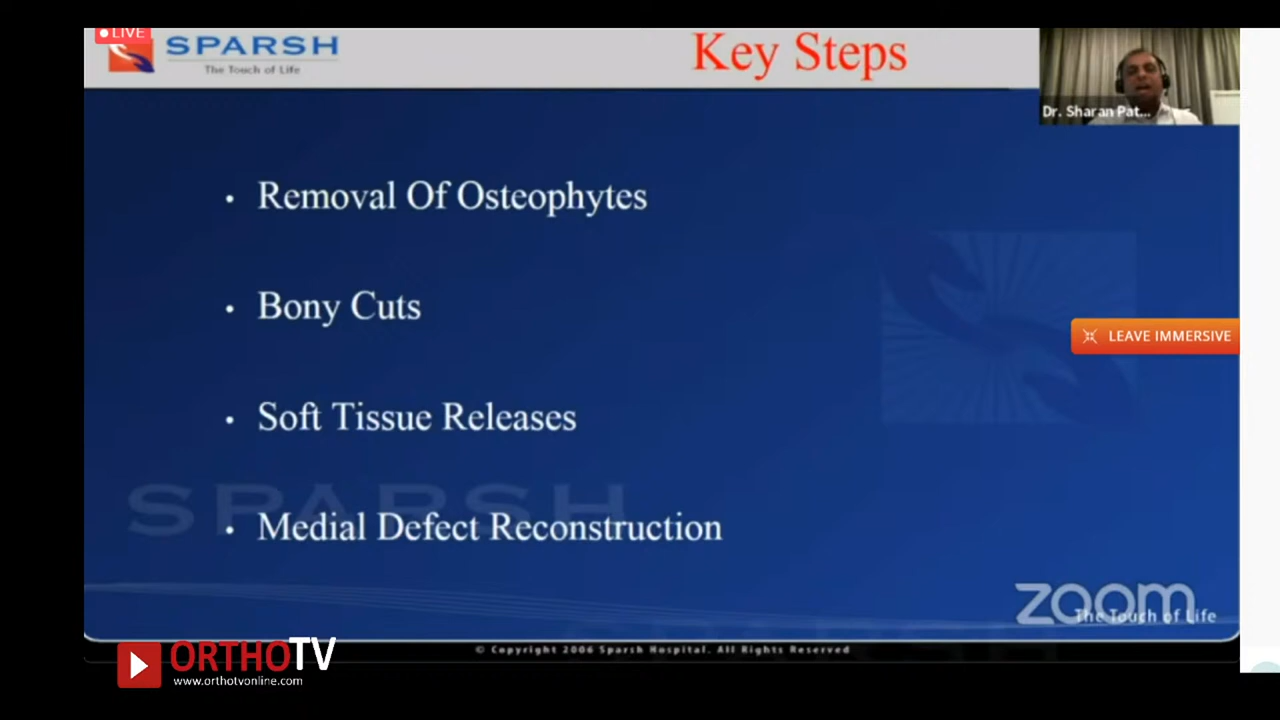 LIVE
SPARSH
The Touch of Life
Key Steps
Dr. Sharan Pat...
• Removal Of Osteophytes
• Bony Cuts
LEAVE IMMERSIVE
• Soft Tissue Releases
SPARSH
• Medial Defect Reconstruction
zoom
The Touch of Life
© Copyright 2006 Sparsh Hospital. All Rights Reserved
ORTHOTV
www.orthotvonline.com